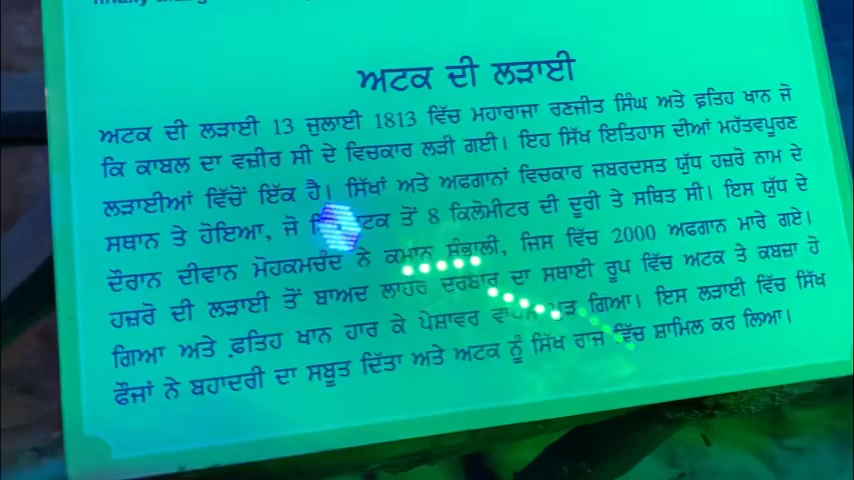 ਅਟਕ ਦੀ ਲੜਾਈ
ਅਟਕ ਦੀ ਲੜਾਈ 13 ਜੁਲਾਈ 1813 ਵਿੱਚ ਮਹਾਰਾਜਾ ਰਣਜੀਤ ਸਿੰਘ ਅਤੇ ਫ਼ਤਿਹ ਖਾਨ ਜੋ
ਕਿ ਕਾਬਲ ਦਾ ਵਜ਼ੀਰ ਸੀ ਦੇ ਵਿਚਕਾਰ ਲੜੀ ਗਈ। ਇਹ ਸਿੱਖ ਇਤਿਹਾਸ ਦੀਆਂ ਮਹੱਤਵਪੂਰਣ
ਲੜਾਈਆਂ ਵਿੱਚੋਂ ਇੱਕ ਹੈ। ਸਿੱਖਾਂ ਅਤੇ ਅਫਗਾਨਾਂ ਵਿਚਕਾਰ ਜਬਰਦਸਤ ਯੁੱਧ ਹਜ਼ਰੋ ਨਾਮ ਦੇ
ਸਥਾਨ ਤੇ ਹੋਇਆ, ਜੋ ਤੋਂ 8 ਕਿਲੋਮੀਟਰ ਦੀ ਦੂਰੀ ਤੇ ਸਥਿਤ ਸੀ। ਇਸ ਯੁੱਧ ਦੇ
ਦੌਰਾਨ ਦੀਵਾਨ ਮੋਹਕਮਚੰਦ ਨੇ ਕਮਾਨ ਸੰਭਾਲੀ, ਜਿਸ ਵਿੱਚ 2000 ਅਫਗਾਨ ਮਾਰੇ ਗਏ।
ਹਜ਼ਰੋ ਦੀ ਲੜਾਈ ਤੋਂ ਬਾਅਦ ਲਾਹੌਰ ਦਰਬਾਰ ਦਾ ਸਥਾਈ ਰੂਪ ਵਿੱਚ ਅਟਕ ਤੇ ਕਬਜ਼ਾ ਹੋ
ਗਿਆ ਅਤੇ ਫ਼ਤਿਹ ਖਾਨ ਹਾਰ ਕੇ ਪੇਸ਼ਾਵਰ ਗਿਆ। ਇਸ ਲੜਾਈ ਵਿੱਚ ਸਿੱਖ
ਫੌਜਾਂ ਨੇ ਬਹਾਦਰੀ ਦਾ ਸਬੂਤ ਦਿੱਤਾ ਅਤੇ ਅਟਕ ਨੂੰ ਸਿੱਖ ਰਾਜ ਵਿੱਚ ਸ਼ਾਮਿਲ ਕਰ ਲਿਆ।